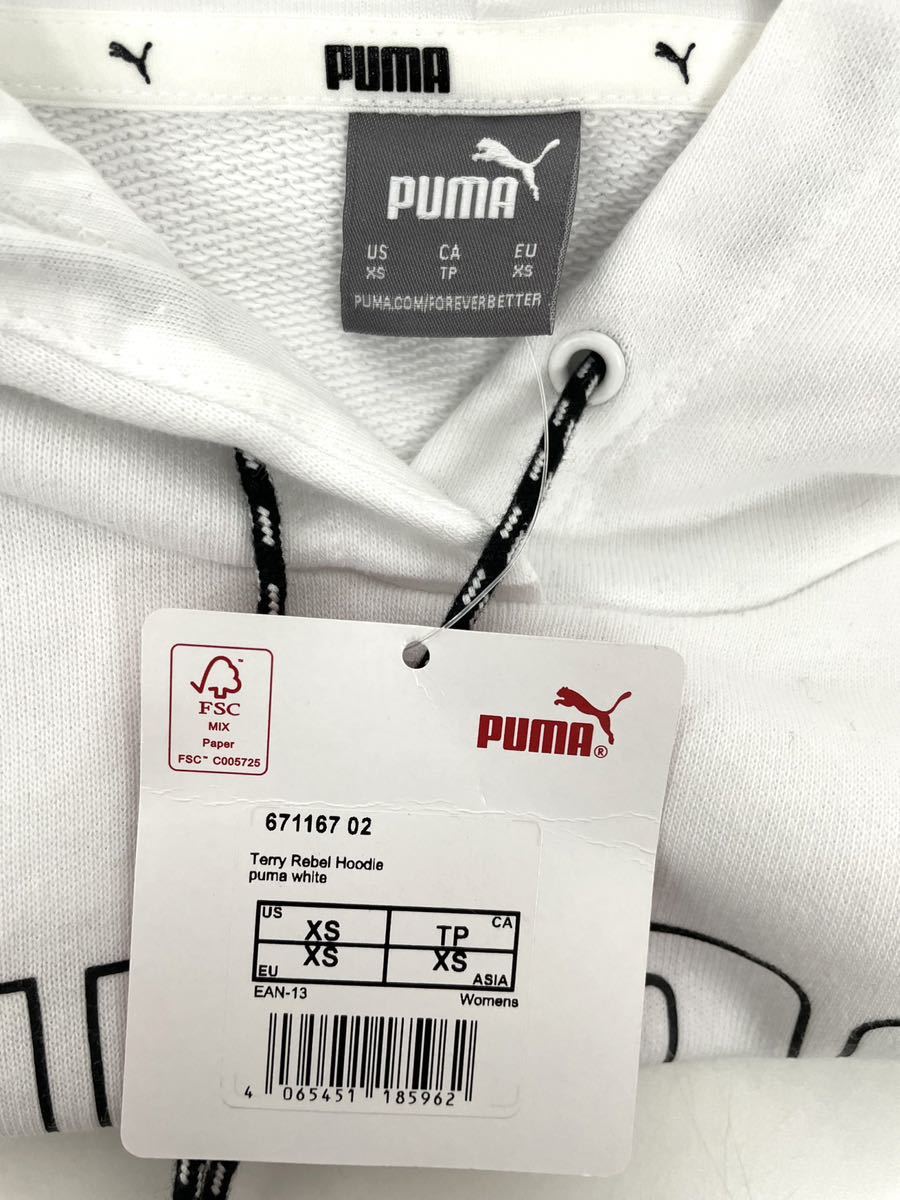 PUMA
PUMA
US CA EU
XS TP XS
PUMA.COM/FOREVERBETTER
FSC™
MIX
Paper
FSC™ C005725
PUMA®
671167 02
Terry Rebel Hoodie
puma white
US XS TP CA
EU XS XS ASIA
EAN-13 Womens
4 065451 185962